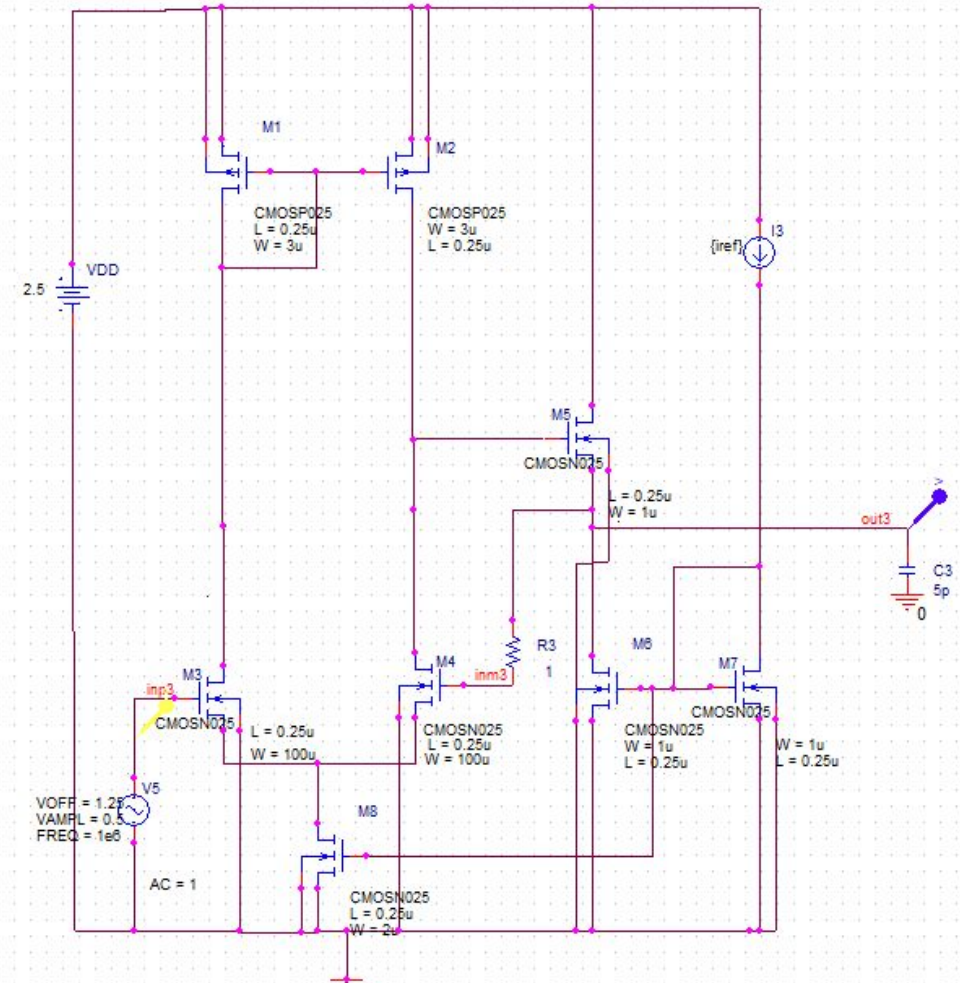 M1
M2
CMOSP025
L = 0.25u
W = 3u
CMOSP025
W = 3u
L = 0.25u
I3
{iref}
VDD
2.5
M5
CMOSN025
L = 0.25u
W = 1u
out3
C3
5p
0
R3
1
M6
M7
M4
inm3
M3
inp3
CMOSN025
L = 0.25u
W = 100u
CMOSN025
L = 0.25u
W = 100u
CMOSN025
W = 1u
L = 0.25u
CMOSN025
W = 1u
L = 0.25u
V5
VOFF = 1.25
VAMPL = 0.5
FREQ = 1e6
AC = 1
M8
CMOSN025
L = 0.25u
W = 2u